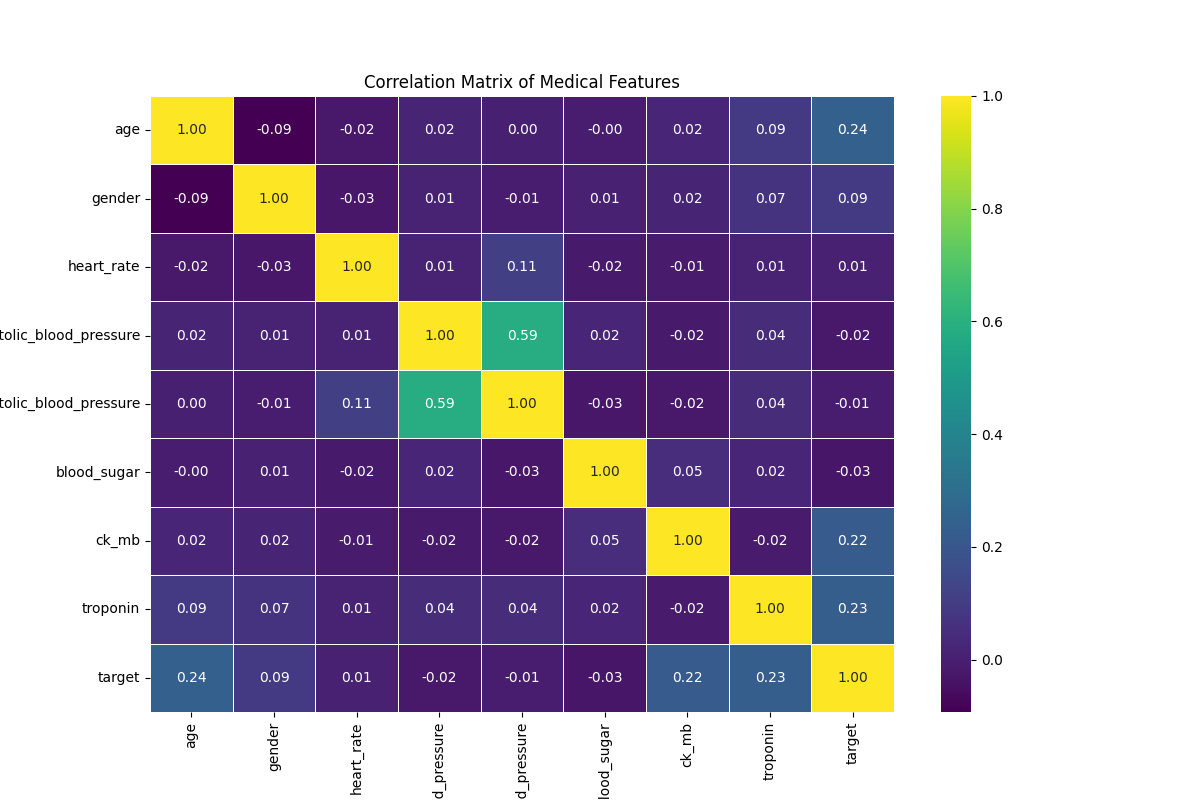 Correlation Matrix of Medical Features
age 1.00 -0.09 -0.02 0.02 0.00 -0.00 0.02 0.09 0.24
gender -0.09 1.00 -0.03 0.01 -0.01 0.01 0.02 0.07 0.09
heart_rate -0.02 -0.03 1.00 0.01 0.11 -0.02 -0.01 0.01 0.01
tolic_blood_pressure 0.02 0.01 0.01 1.00 0.59 0.02 -0.02 0.04 -0.02
tolic_blood_pressure 0.00 -0.01 0.11 0.59 1.00 -0.03 -0.02 0.04 -0.01
blood_sugar -0.00 0.01 -0.02 0.02 -0.03 1.00 0.05 0.02 -0.03
ck_mb 0.02 0.02 -0.01 -0.02 -0.02 0.05 1.00 -0.02 0.22
troponin 0.09 0.07 0.01 0.04 0.04 0.02 -0.02 1.00 0.23
target 0.24 0.09 0.01 -0.02 -0.01 -0.03 0.22 0.23 1.00
age
gender
heart_rate
d_pressure
d_pressure
lood_sugar
ck_mb
troponin
target
1.0
0.8
0.6
0.4
0.2
0.0